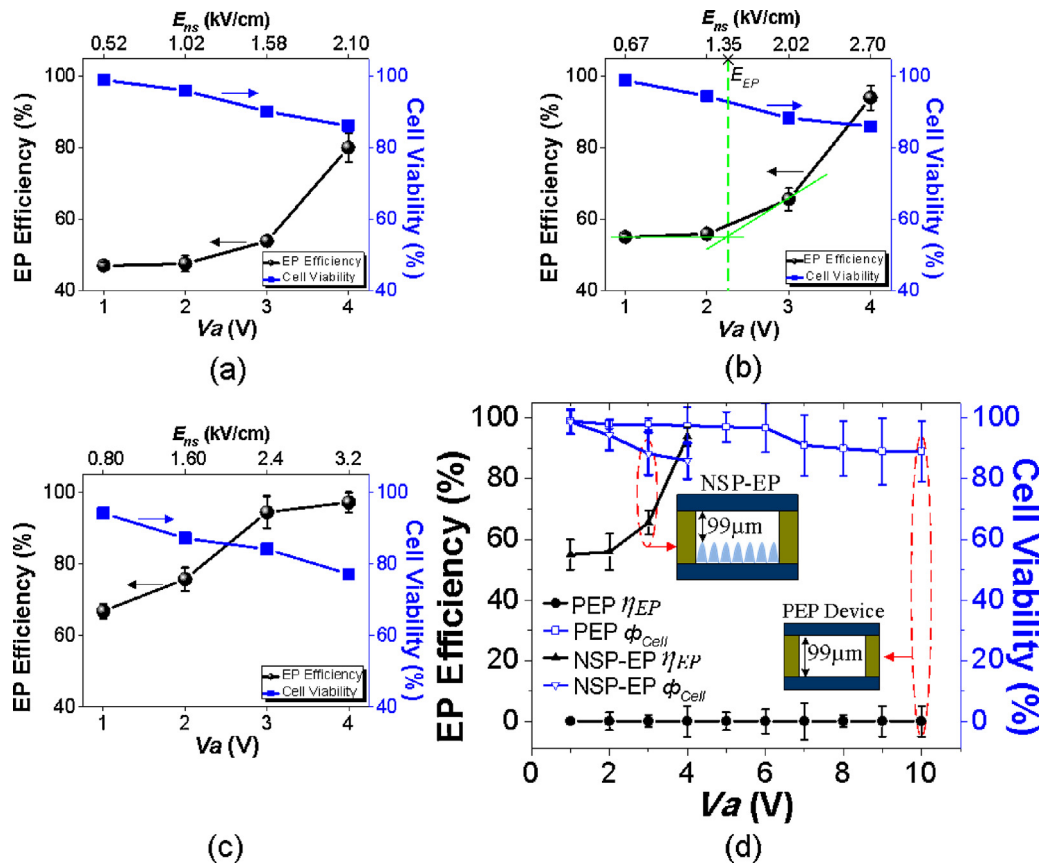 E_ns (kV/cm)
0.52 1.02 1.58 2.10
100 100
80 80
60 60
40 40
EP Efficiency (%)
Cell Viability (%)
EP Efficiency
Cell Viability
1 2 3 4
Va (V)
(a)
E_ns (kV/cm)
0.67 1.35 2.02 2.70
E_EP
100 100
80 80
60 60
40 40
EP Efficiency (%)
Cell Viability (%)
EP Efficiency
Cell Viability
1 2 3 4
Va (V)
(b)
E_ns (kV/cm)
0.80 1.60 2.4 3.2
100 100
80 80
60 60
40 40
EP Efficiency (%)
Cell Viability (%)
EP Efficiency
Cell Viability
1 2 3 4
Va (V)
(c)
100 100
80 80
60 60
40 40
20 20
0 0
EP Efficiency (%)
Cell Viability (%)
NSP-EP
99μm
PEP η_EP
PEP ϕ_Cell
NSP-EP η_EP
NSP-EP ϕ_Cell
PEP Device
99μm
0 2 4 6 8 10
Va (V)
(d)